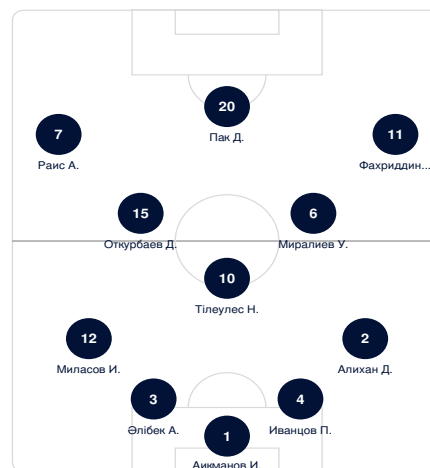 20
Пак Д.
7
Раис А.
11
Фахриддин...
15
Откурбаев Д.
6
Миралиев У.
10
Тілеулес Н.
12
Миласов И.
2
Алихан Д.
3
Әлібек А.
4
Иванцов П.
1
Аикманов И.